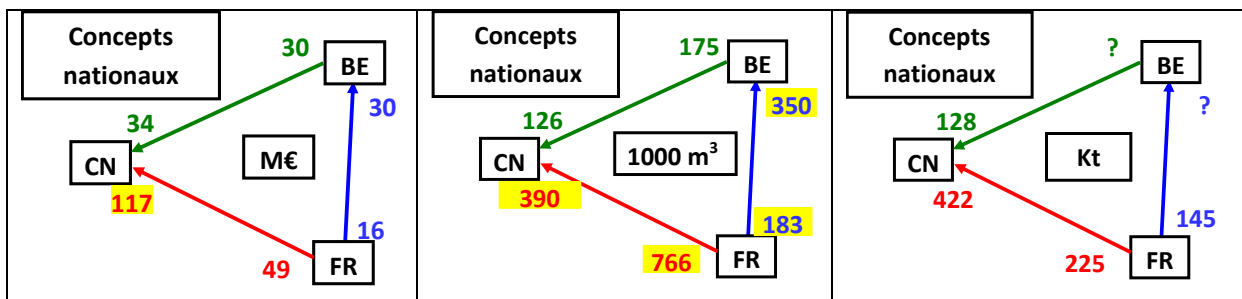 Concepts
nationaux
30
BE
30
34
CN
M€
117
16
49
FR
Concepts
nationaux
175
BE
350
126
CN
1000 m³
390
183
766
FR
Concepts
nationaux
?
BE
?
128
CN
Kt
422
145
225
FR